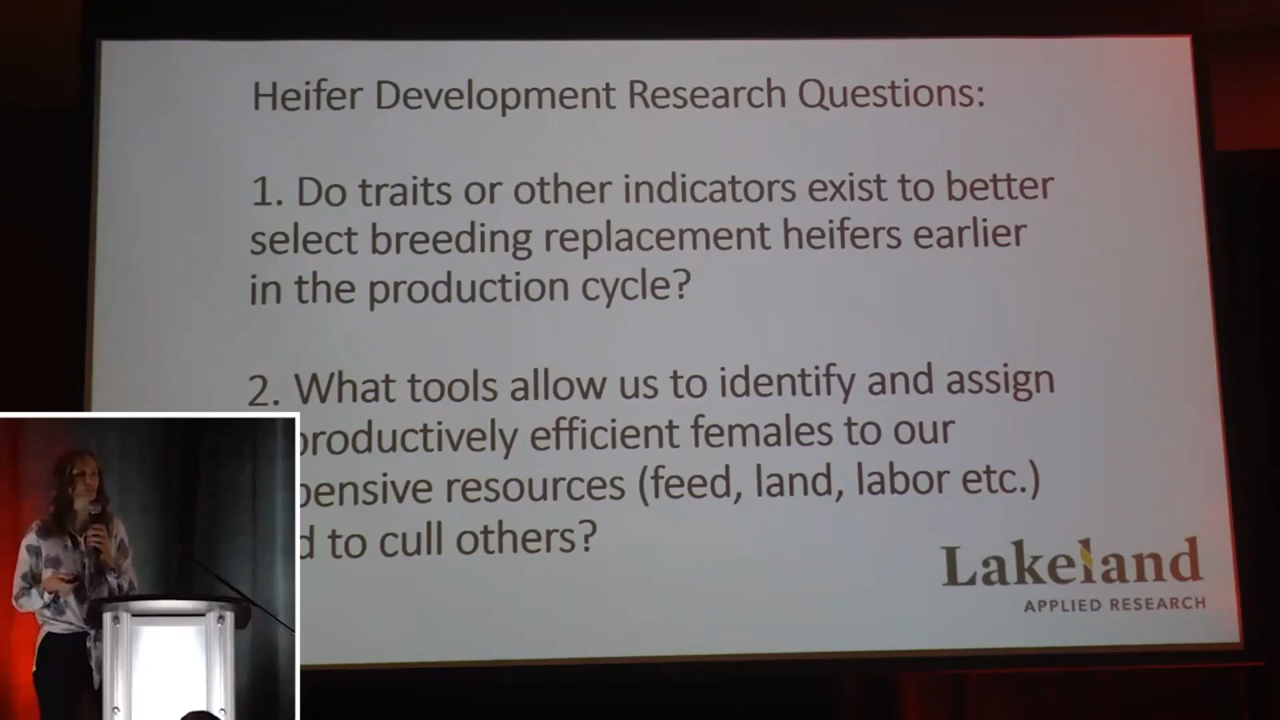 Heifer Development Research Questions:
1. Do traits or other indicators exist to better
select breeding replacement heifers earlier
in the production cycle?
2. What tools allow us to identify and assign
productively efficient females to our
resources (feed, land, labor etc.)
to cull others?
Lakeland
APPLIED RESEARCH